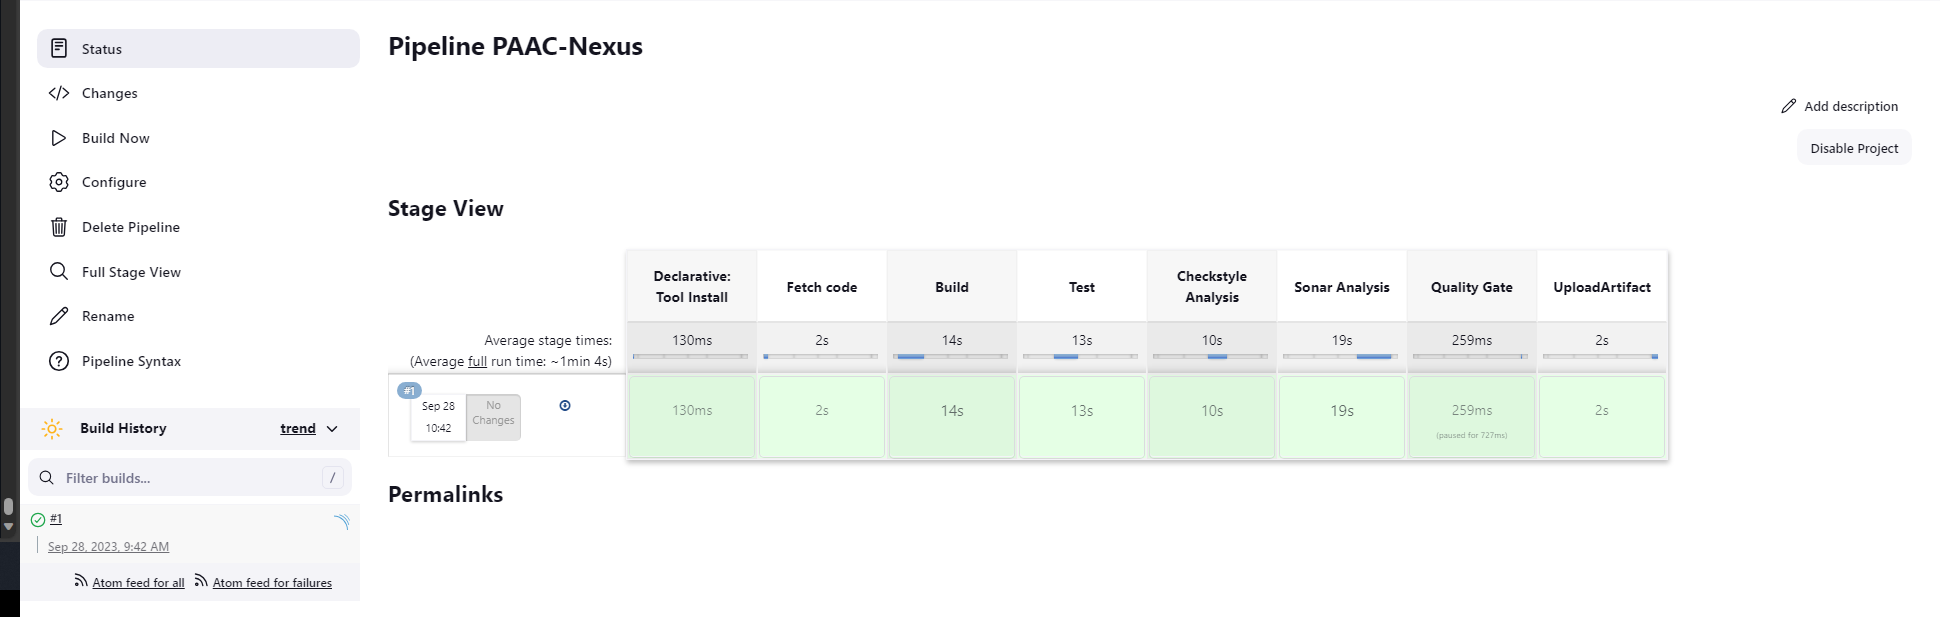 Status
Changes
Build Now
Configure
Delete Pipeline
Full Stage View
Rename
Pipeline Syntax
Build History
trend
Filter builds...
/
#1
Sep 28, 2023, 9:42 AM
Atom feed for all
Atom feed for failures
Pipeline PAAC-Nexus
Add description
Disable Project
Stage View
Declarative:
Tool Install
Fetch code
Build
Test
Checkstyle
Analysis
Sonar Analysis
Quality Gate
UploadArtifact
Average stage times:
(Average full run time: ~1min 4s)
130ms
2s
14s
13s
10s
19s
259ms
2s
#1
Sep 28
10:42
No
Changes
130ms
2s
14s
13s
10s
19s
259ms
(paused for 727ms)
2s
Permalinks